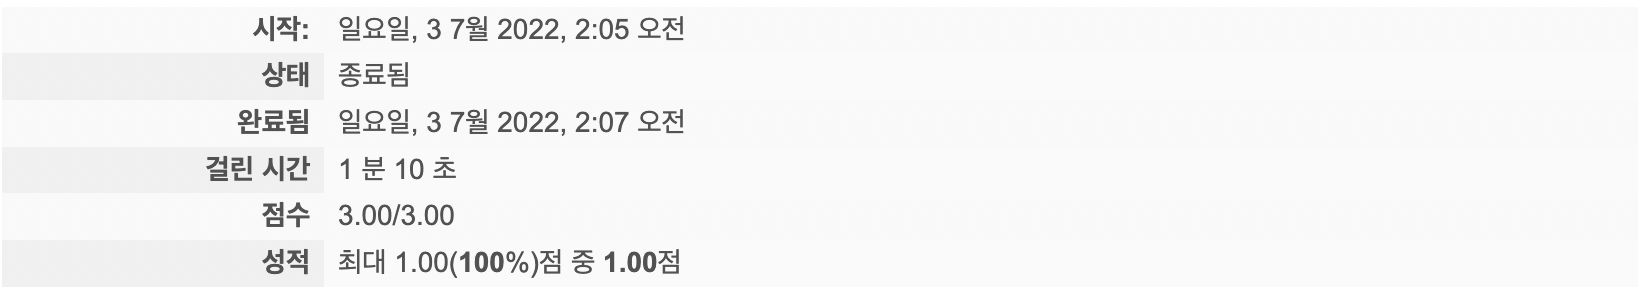 시작: 일요일, 3 7월 2022, 2:05 오전
상태 종료됨
완료됨 일요일, 3 7월 2022, 2:07 오전
걸린 시간 1 분 10 초
점수 3.00/3.00
성적 최대 1.00(100%)점 중 1.00점